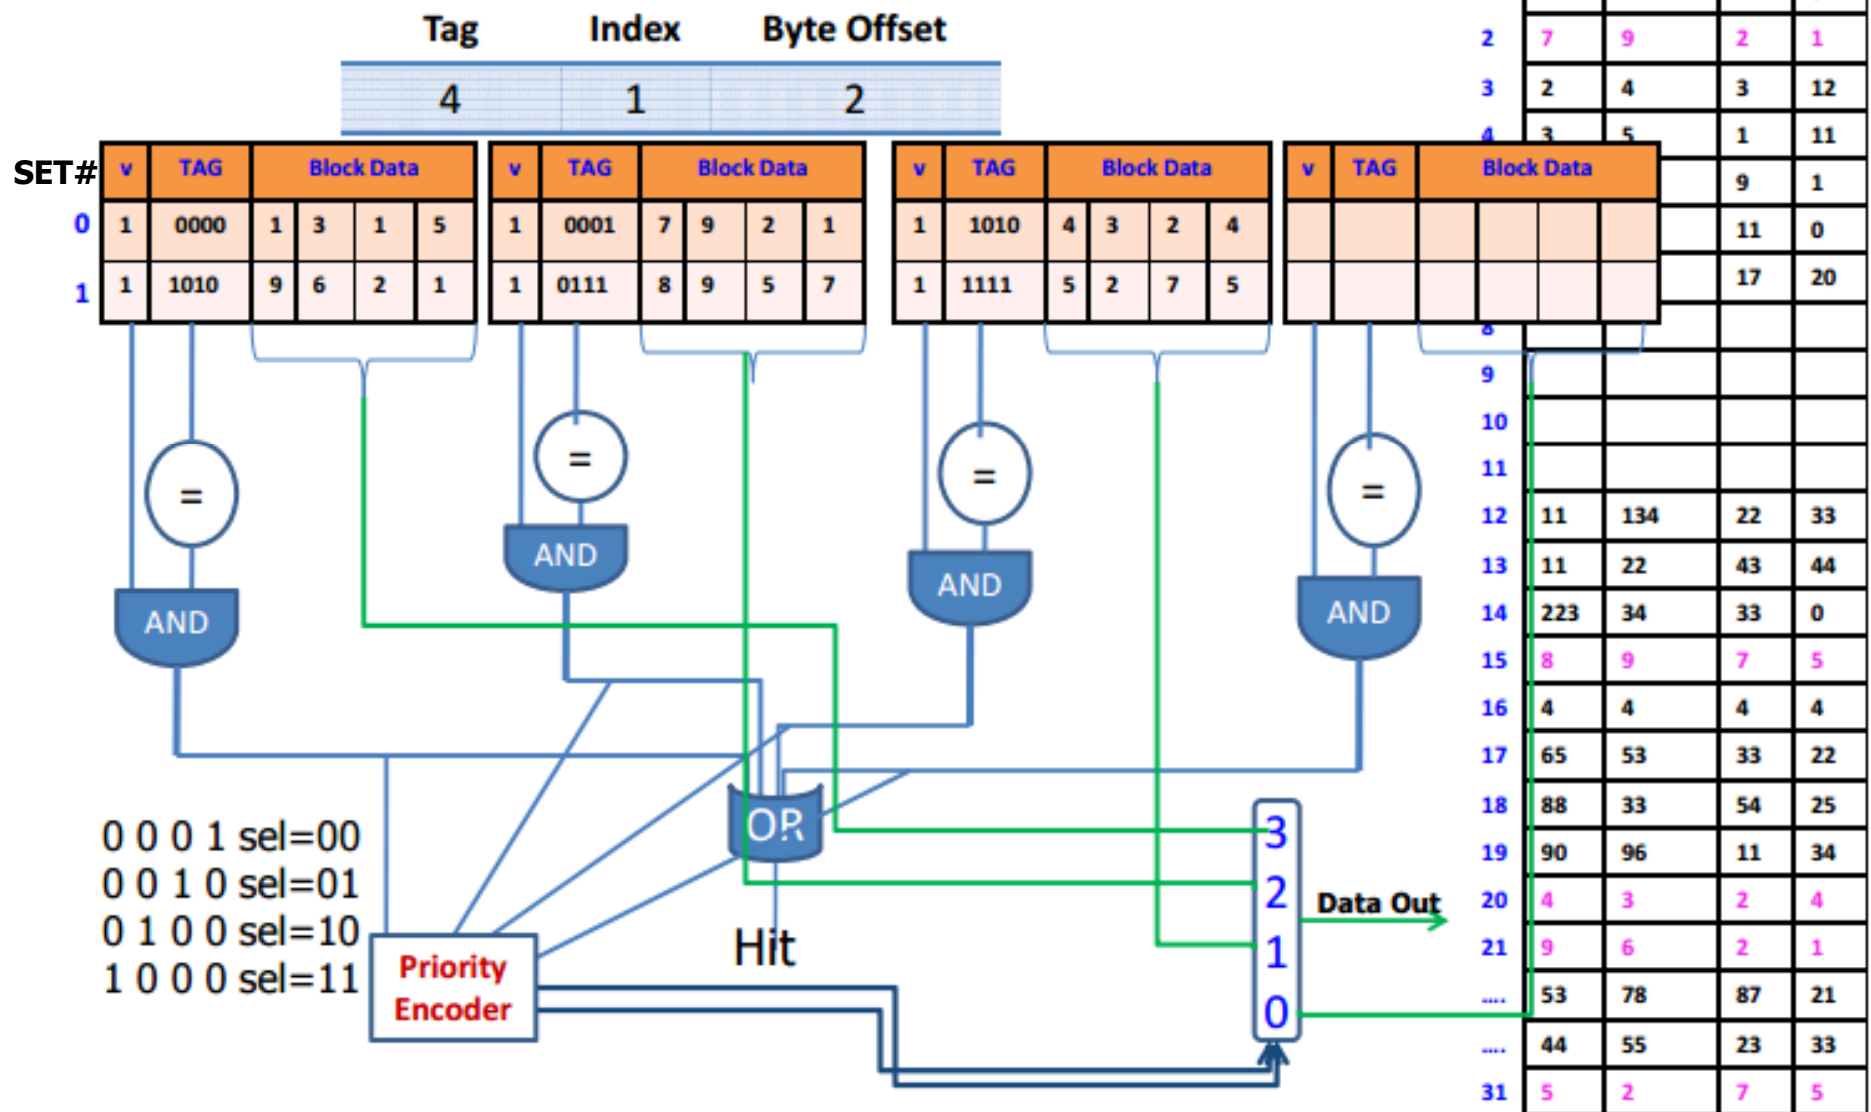 Tag Index Byte Offset
4 1 2
SET#
v TAG Block Data
0 1 0000 1 3 1 5
1 1 1010 9 6 2 1
v TAG Block Data
1 0001 7 9 2 1
1 0111 8 9 5 7
v TAG Block Data
1 1010 4 3 2 4
1 1111 5 2 7 5
v TAG Block Data
= = = =
AND AND AND AND
OR
0 0 0 1 sel=00
0 0 1 0 sel=01
0 1 0 0 sel=10
1 0 0 0 sel=11
Priority
Encoder
Hit
3
2
1
0
Data Out
2 7 9 2 1
3 2 4 3 12
4 3 5 1 11
9 1
11 0
17 20
8
9
10
11
12 11 134 22 33
13 11 22 43 44
14 223 34 33 0
15 8 9 7 5
16 4 4 4 4
17 65 53 33 22
18 88 33 54 25
19 90 96 11 34
20 4 3 2 4
21 9 6 2 1
.... 53 78 87 21
.... 44 55 23 33
31 5 2 7 5